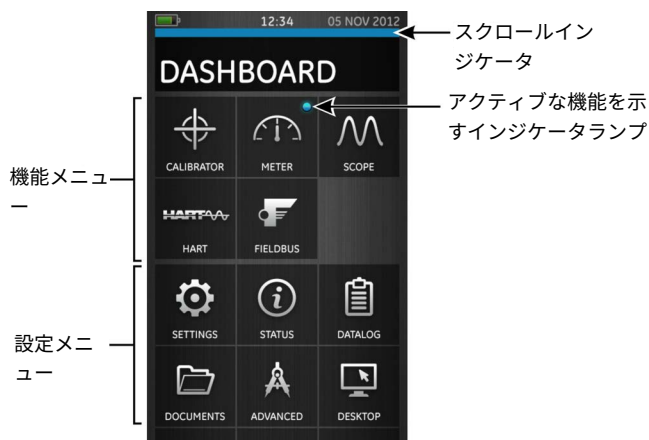 12:34 05 NOV 2012
スクロールイン
ジケータ
DASHBOARD
アクティブな機能を示
すインジケータランプ
CALIBRATOR METER SCOPE
機能メニュ
ー
HART
HART FIELDBUS
SETTINGS STATUS DATALOG
設定メニ
ュー
DOCUMENTS ADVANCED DESKTOP